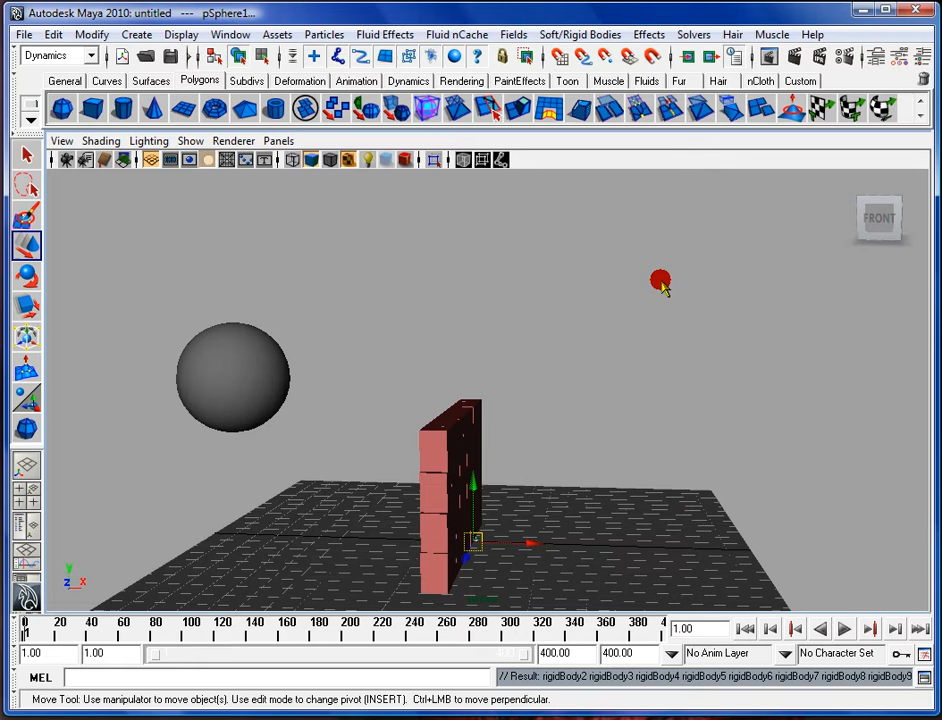 Autodesk Maya 2010: untitled --- pSphere1...
File Edit Modify Create Display Window Assets Particles Fluid Effects Fluid nCache Fields Soft/Rigid Bodies Effects Solvers Hair Muscle Help
Dynamics
General Curves Surfaces Polygons Subdivs Deformation Animation Dynamics Rendering PaintEffects Toon Muscle Fluids Fur Hair nCloth Custom
View Shading Lighting Show Renderer Panels
FRONT
y
z x
1 20 40 60 80 100 120 140 160 180 200 220 240 260 280 300 320 340 360 380 4 1.00
1.00 1.00 400 400.00 400.00 No Anim Layer No Character Set
MEL // Result: rigidBody2 rigidBody3 rigidBody4 rigidBody5 rigidBody6 rigidBody7 rigidBody8 rigidBody9
Move Tool: Use manipulator to move object(s). Use edit mode to change pivot (INSERT). Ctrl+LMB to move perpendicular.